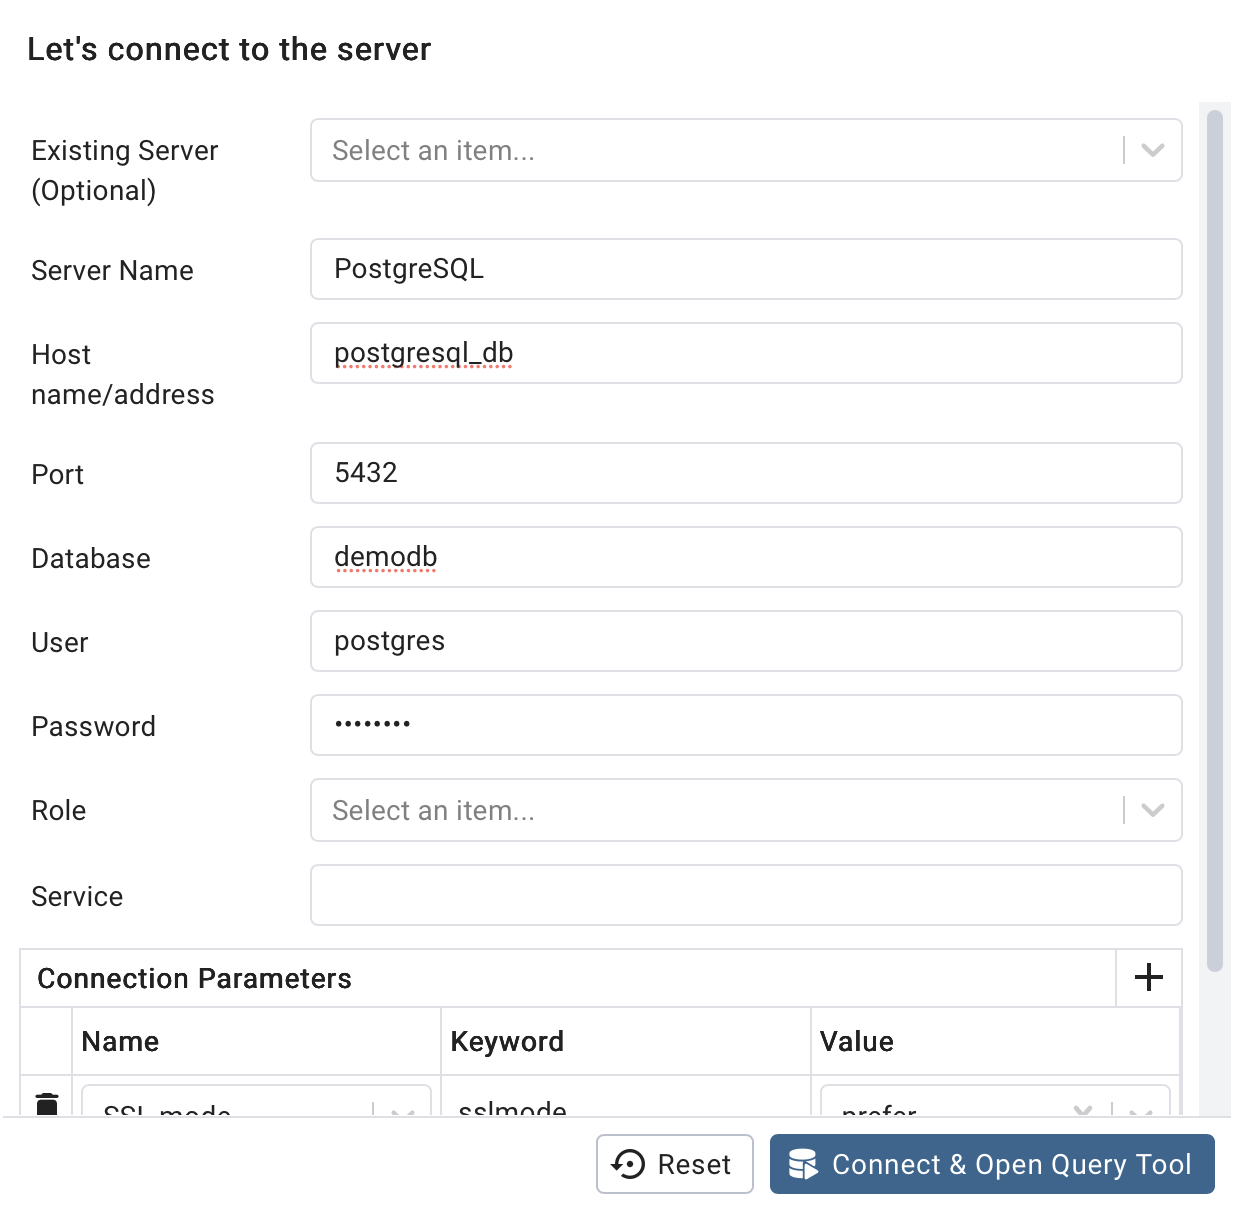 Let's connect to the server
Existing Server
(Optional)
Select an item...
Server Name
PostgreSQL
Host
name/address
postgresql_db
Port
5432
Database
demodb
User
postgres
Password
••••••••
Role
Select an item...
Service
Connection Parameters
Name Keyword Value
SSL mode sslmode prefer
Reset Connect & Open Query Tool